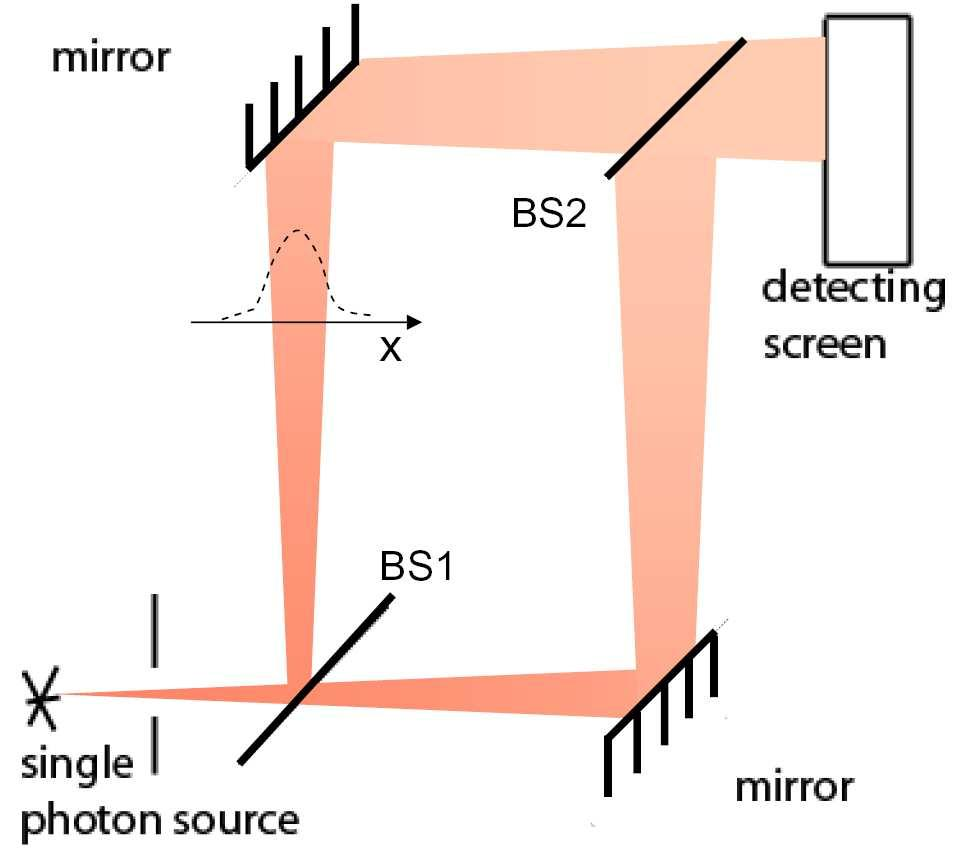 mirror
BS2
detecting
screen
x
BS1
single
photon source
mirror